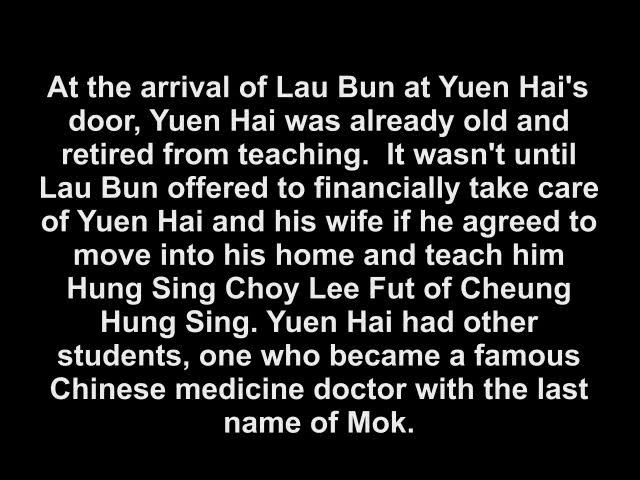 At the arrival of Lau Bun at Yuen Hai's
door, Yuen Hai was already old and
retired from teaching.  It wasn't until
Lau Bun offered to financially take care
of Yuen Hai and his wife if he agreed to
move into his home and teach him
Hung Sing Choy Lee Fut of Cheung
Hung Sing. Yuen Hai had other
students, one who became a famous
Chinese medicine doctor with the last
name of Mok.